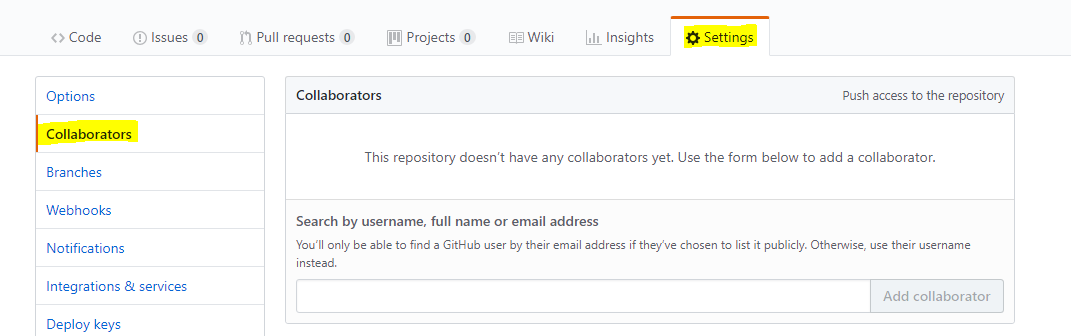 Code Issues 0 Pull requests 0 Projects 0 Wiki Insights Settings
Options
Collaborators
Branches
Webhooks
Notifications
Integrations & services
Deploy keys
Collaborators Push access to the repository
This repository doesn't have any collaborators yet. Use the form below to add a collaborator.
Search by username, full name or email address
You'll only be able to find a GitHub user by their email address if they've chosen to list it publicly. Otherwise, use their username
instead.
Add collaborator